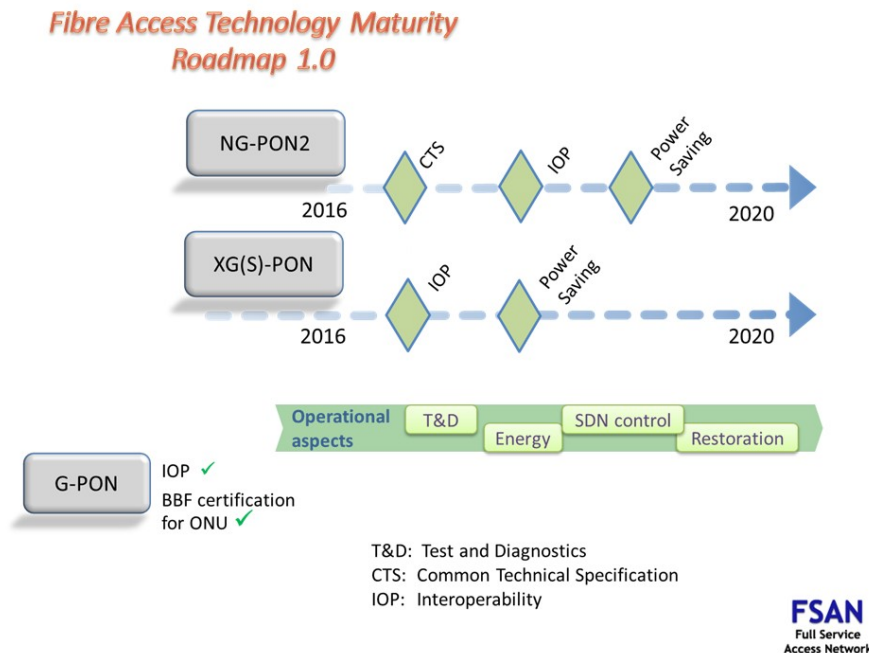 Fibre Access Technology Maturity
Roadmap 1.0
NG-PON2
CTS
IOP
Power
Saving
2016
2020
XG(S)-PON
IOP
Power
Saving
2016
2020
Operational
aspects
T&D
Energy
SDN control
Restoration
G-PON
IOP ✓
BBF certification
for ONU ✓
T&D: Test and Diagnostics
CTS: Common Technical Specification
IOP: Interoperability
FSAN
Full Service
Access Network